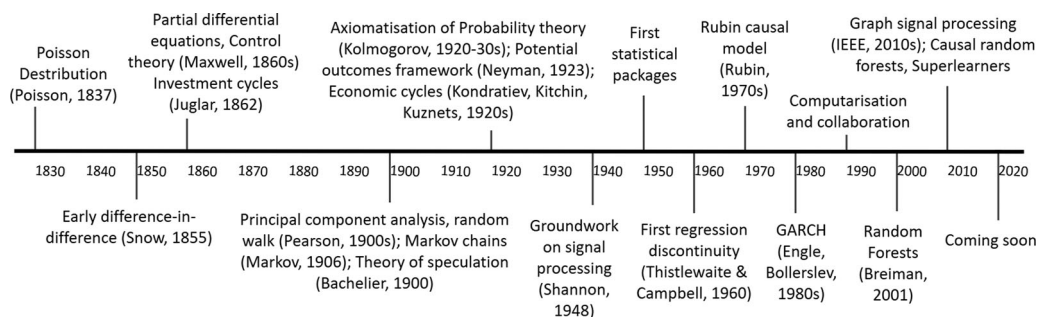 Poisson
Destribution
(Poisson, 1837)
Partial differential
equations, Control
theory (Maxwell, 1860s)
Investment cycles
(Juglar, 1862)
Axiomatisation of Probability theory
(Kolmogorov, 1920-30s); Potential
outcomes framework (Neyman, 1923);
Economic cycles (Kondratiev, Kitchin,
Kuznets, 1920s)
First
statistical
packages
Rubin causal
model
(Rubin,
1970s)
Computarisation
and collaboration
Graph signal processing
(IEEE, 2010s); Causal random
forests, Superlearners
1830 1840 1850 1860 1870 1880 1890 1900 1910 1920 1930 1940 1950 1960 1970 1980 1990 2000 2010 2020
Early difference-in-
difference (Snow, 1855)
Principal component analysis, random
walk (Pearson, 1900s); Markov chains
(Markov, 1906); Theory of speculation
(Bachelier, 1900)
Groundwork
on signal
processing
(Shannon,
1948)
First regression
discontinuity
(Thistlewaite &
Campbell, 1960)
GARCH
(Engle,
Bollerslev,
1980s)
Random
Forests
(Breiman,
2001)
Coming soon